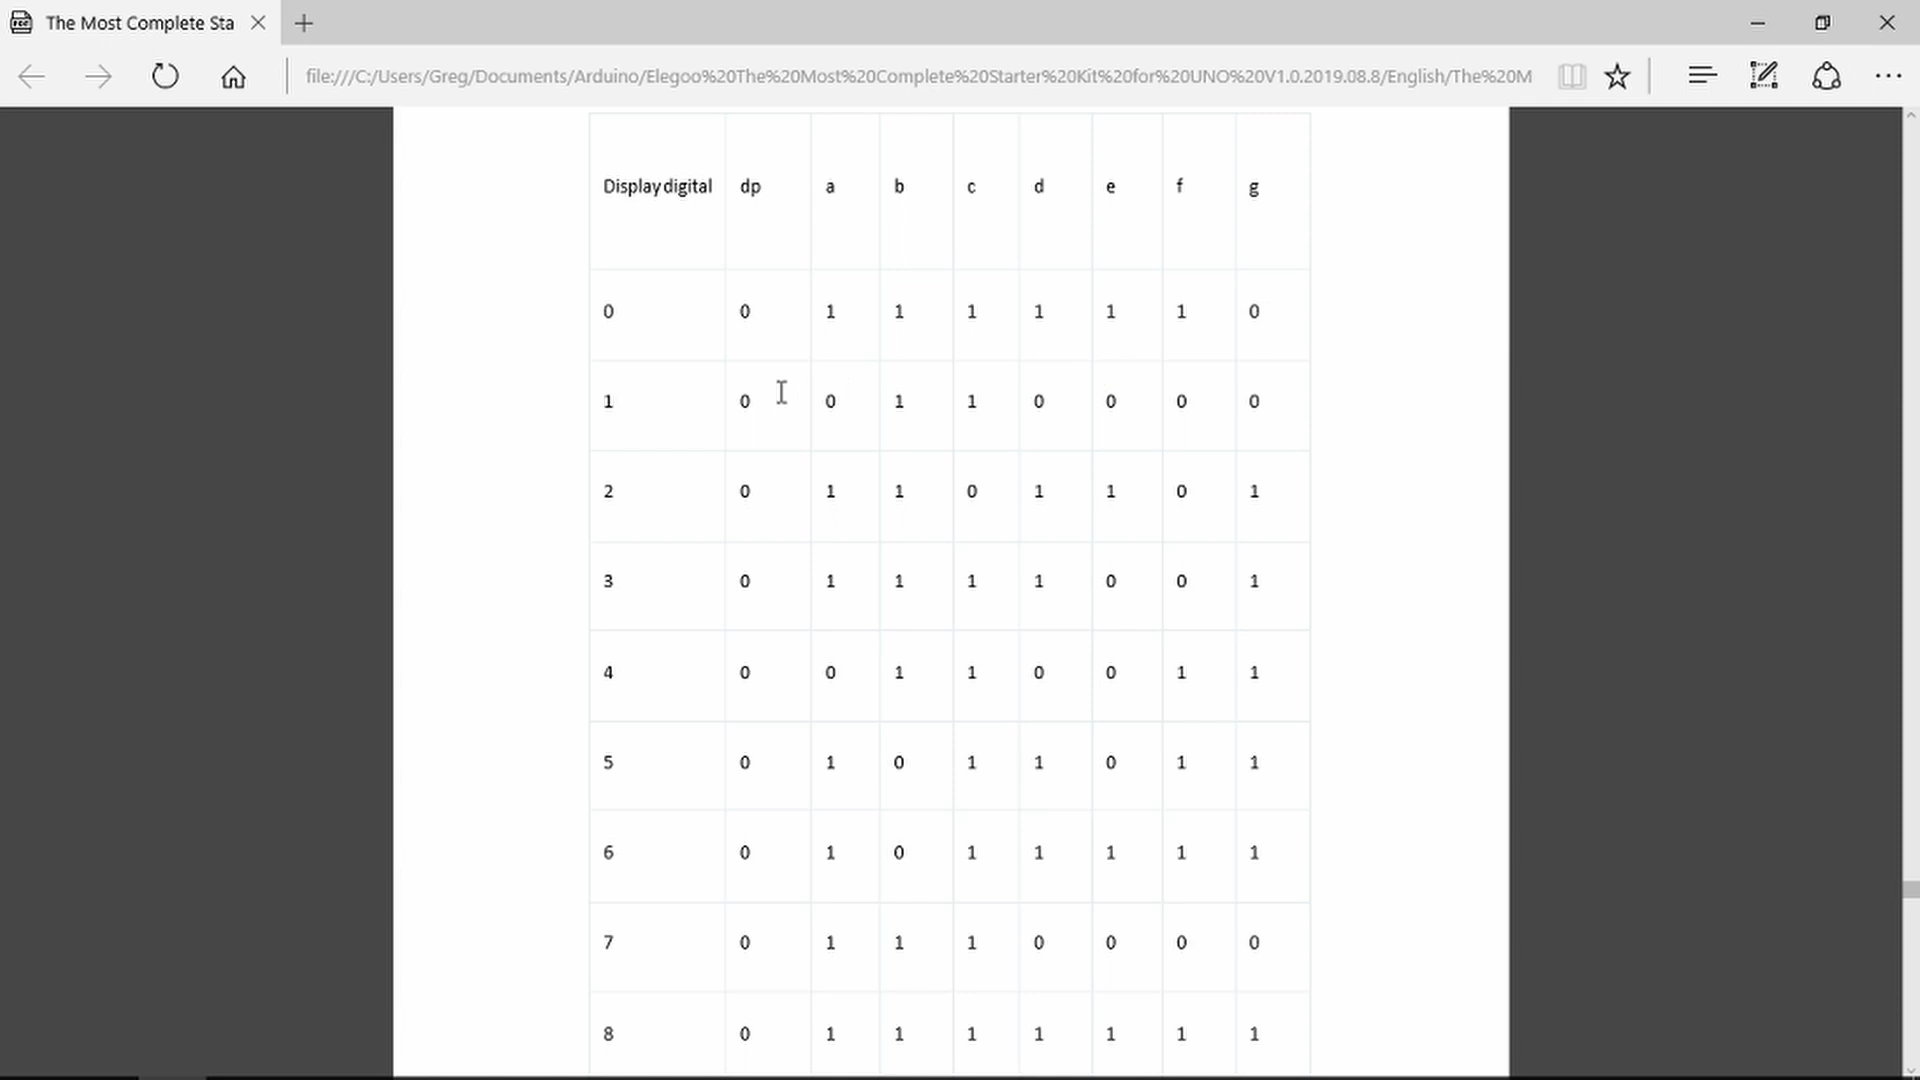 The Most Complete Sta
file:///C:/Users/Greg/Documents/Arduino/Elegoo%20The%20Most%20Complete%20Starter%20Kit%20for%20UNO%20V1.0.2019.08.8/English/The%20M
Display digital dp a b c d e f g
0 0 1 1 1 1 1 1 0
1 0 0 1 1 0 0 0 0
2 0 1 1 0 1 1 0 1
3 0 1 1 1 1 0 0 1
4 0 0 1 1 0 0 1 1
5 0 1 0 1 1 0 1 1
6 0 1 0 1 1 1 1 1
7 0 1 1 1 0 0 0 0
8 0 1 1 1 1 1 1 1